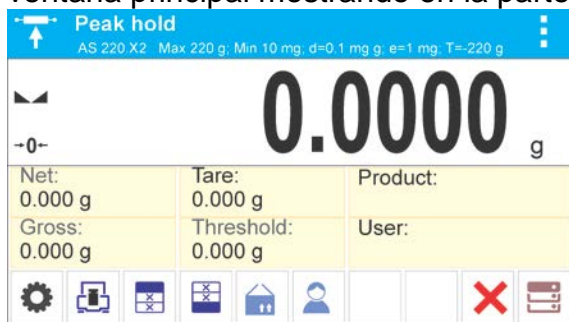 Peak hold
AS 220 X2 Max 220 g; Min 10 mg; d=0.1 mg g; e=1 mg; T=-220 g
→0←
0.0000 g
Net:
0.000 g
Tare:
0.000 g
Product:
Gross:
0.000 g
Threshold:
0.000 g
User: